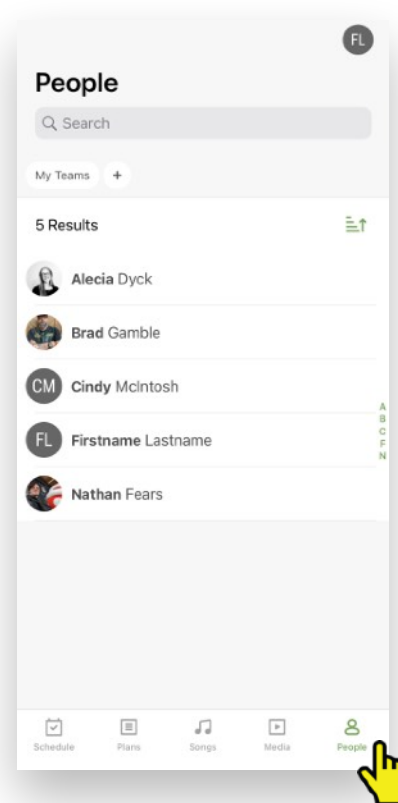 FL
People
Search
My Teams +
5 Results
Alecia Dyck
Brad Gamble
CM Cindy McIntosh
FL Firstname Lastname
Nathan Fears
A
B
C
F
N
Schedule Plans Songs Media People